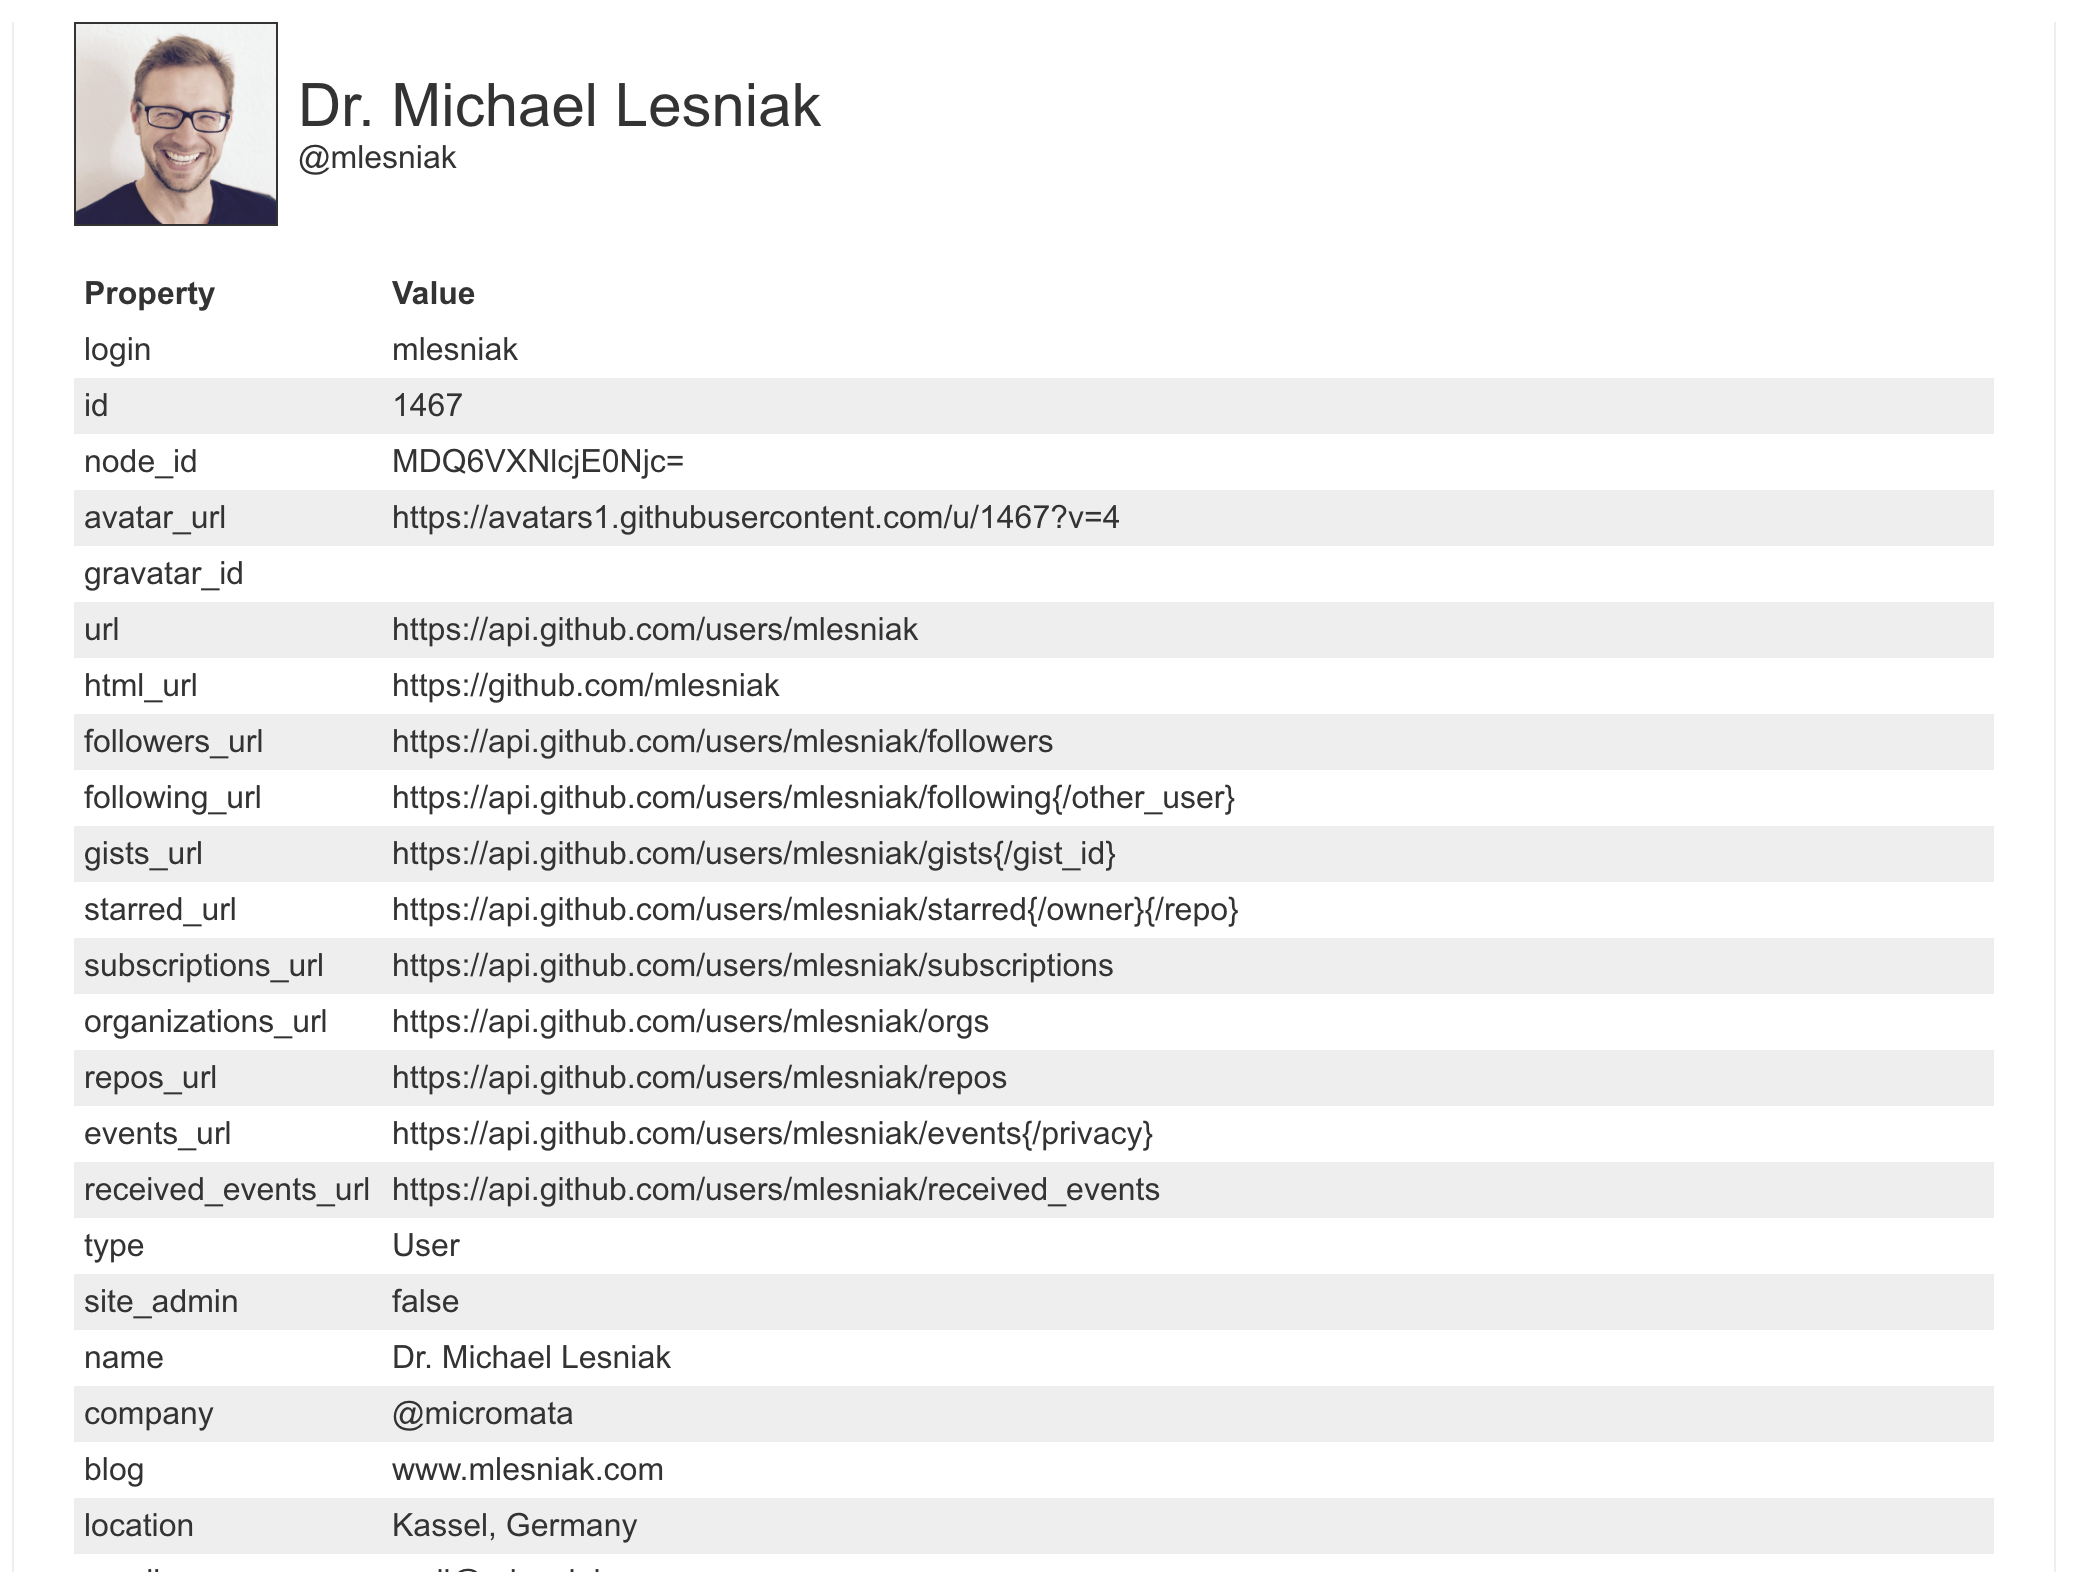 Dr. Michael Lesniak
@mlesniak
Property Value
login mlesniak
id 1467
node_id MDQ6VXNlcjE0Njc=
avatar_url https://avatars1.githubusercontent.com/u/1467?v=4
gravatar_id
url https://api.github.com/users/mlesniak
html_url https://github.com/mlesniak
followers_url https://api.github.com/users/mlesniak/followers
following_url https://api.github.com/users/mlesniak/following{/other_user}
gists_url https://api.github.com/users/mlesniak/gists{/gist_id}
starred_url https://api.github.com/users/mlesniak/starred{/owner}{/repo}
subscriptions_url https://api.github.com/users/mlesniak/subscriptions
organizations_url https://api.github.com/users/mlesniak/orgs
repos_url https://api.github.com/users/mlesniak/repos
events_url https://api.github.com/users/mlesniak/events{/privacy}
received_events_url https://api.github.com/users/mlesniak/received_events
type User
site_admin false
name Dr. Michael Lesniak
company @micromata
blog www.mlesniak.com
location Kassel, Germany